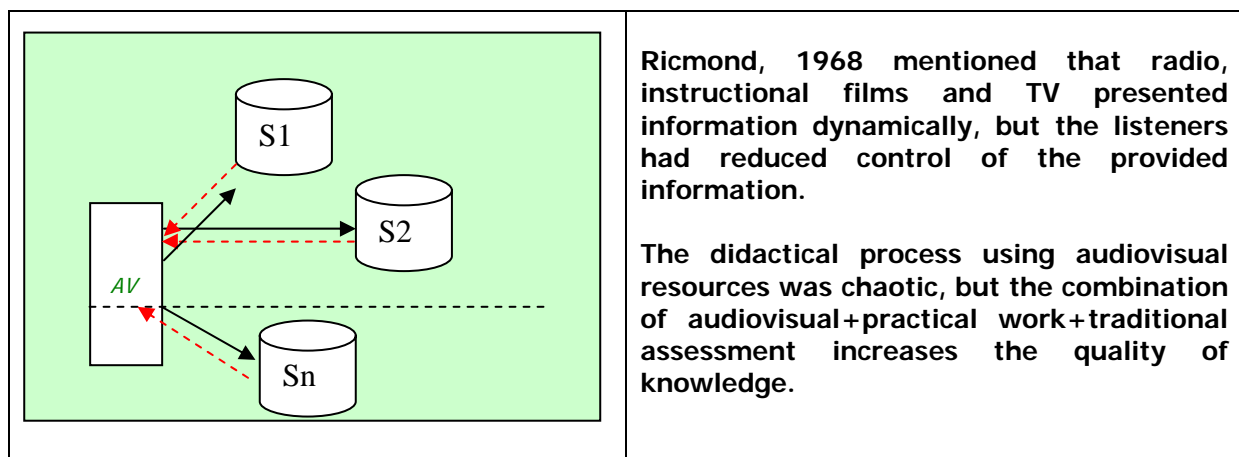 S1
S2
AV
Sn
Ricmond, 1968 mentioned that radio,
instructional films and TV presented
information dynamically, but the listeners
had reduced control of the provided
information.
The didactical process using audiovisual
resources was chaotic, but the combination
of audiovisual+practical work+traditional
assessment increases the quality of
knowledge.